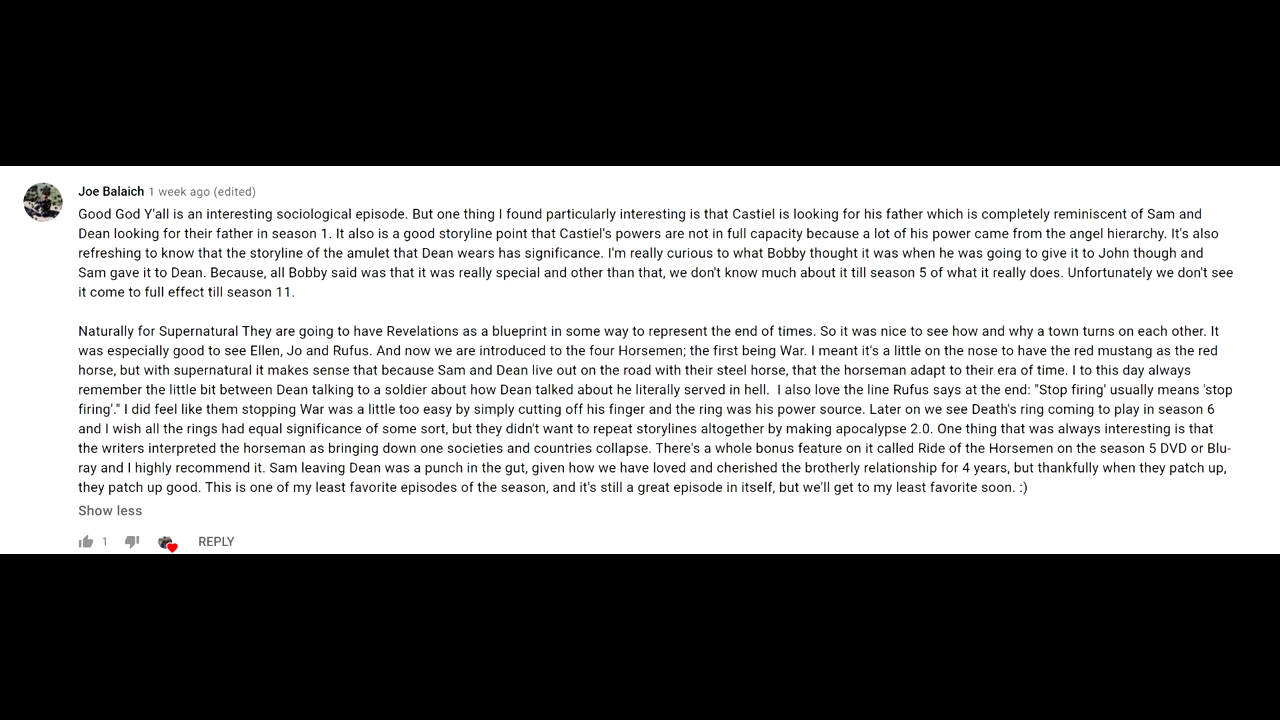 Joe Balaich 1 week ago (edited)
Good God Y'all is an interesting sociological episode. But one thing I found particularly interesting is that Castiel is looking for his father which is completely reminiscent of Sam and
Dean looking for their father in season 1. It also is a good storyline point that Castiel's powers are not in full capacity because a lot of his power came from the angel hierarchy. It's also
refreshing to know that the storyline of the amulet that Dean wears has significance. I'm really curious to what Bobby thought it was when he was going to give it to John though and
Sam gave it to Dean. Because, all Bobby said was that it was really special and other than that, we don't know much about it till season 5 of what it really does. Unfortunately we don't see
it come to full effect till season 11.
Naturally for Supernatural They are going to have Revelations as a blueprint in some way to represent the end of times. So it was nice to see how and why a town turns on each other. It
was especially good to see Ellen, Jo and Rufus. And now we are introduced to the four Horsemen; the first being War. I meant it's a little on the nose to have the red mustang as the red
horse, but with supernatural it makes sense that because Sam and Dean live out on the road with their steel horse, that the horseman adapt to their era of time. I to this day always
remember the little bit between Dean talking to a soldier about how Dean talked about he literally served in hell.  I also love the line Rufus says at the end: "Stop firing' usually means 'stop
firing'." I did feel like them stopping War was a little too easy by simply cutting off his finger and the ring was his power source. Later on we see Death's ring coming to play in season 6
and I wish all the rings had equal significance of some sort, but they didn't want to repeat storylines altogether by making apocalypse 2.0. One thing that was always interesting is that
the writers interpreted the horseman as bringing down one societies and countries collapse. There's a whole bonus feature on it called Ride of the Horsemen on the season 5 DVD or Blu-
ray and I highly recommend it. Sam leaving Dean was a punch in the gut, given how we have loved and cherished the brotherly relationship for 4 years, but thankfully when they patch up,
they patch up good. This is one of my least favorite episodes of the season, and it's still a great episode in itself, but we'll get to my least favorite soon. :)
Show less
1 REPLY